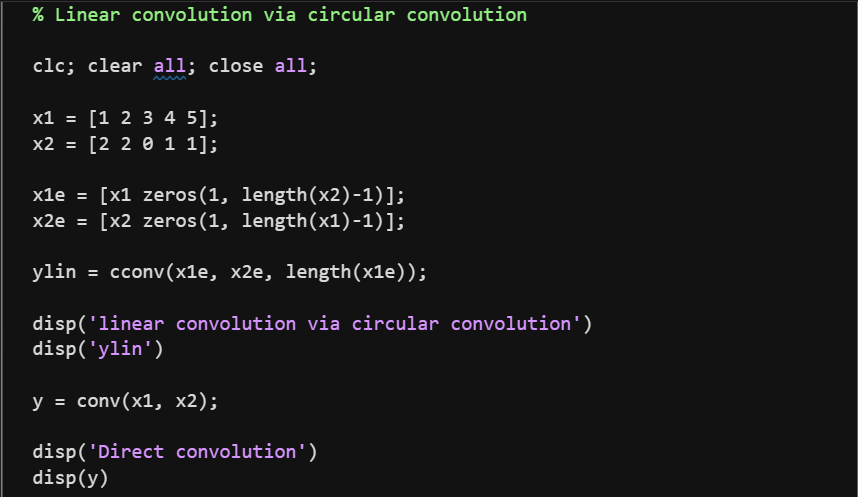 % Linear convolution via circular convolution
clc; clear all; close all;
x1 = [1 2 3 4 5];
x2 = [2 2 0 1 1];
x1e = [x1 zeros(1, length(x2)-1)];
x2e = [x2 zeros(1, length(x1)-1)];
ylin = cconv(x1e, x2e, length(x1e));
disp('linear convolution via circular convolution')
disp('ylin')
y = conv(x1, x2);
disp('Direct convolution')
disp(y)